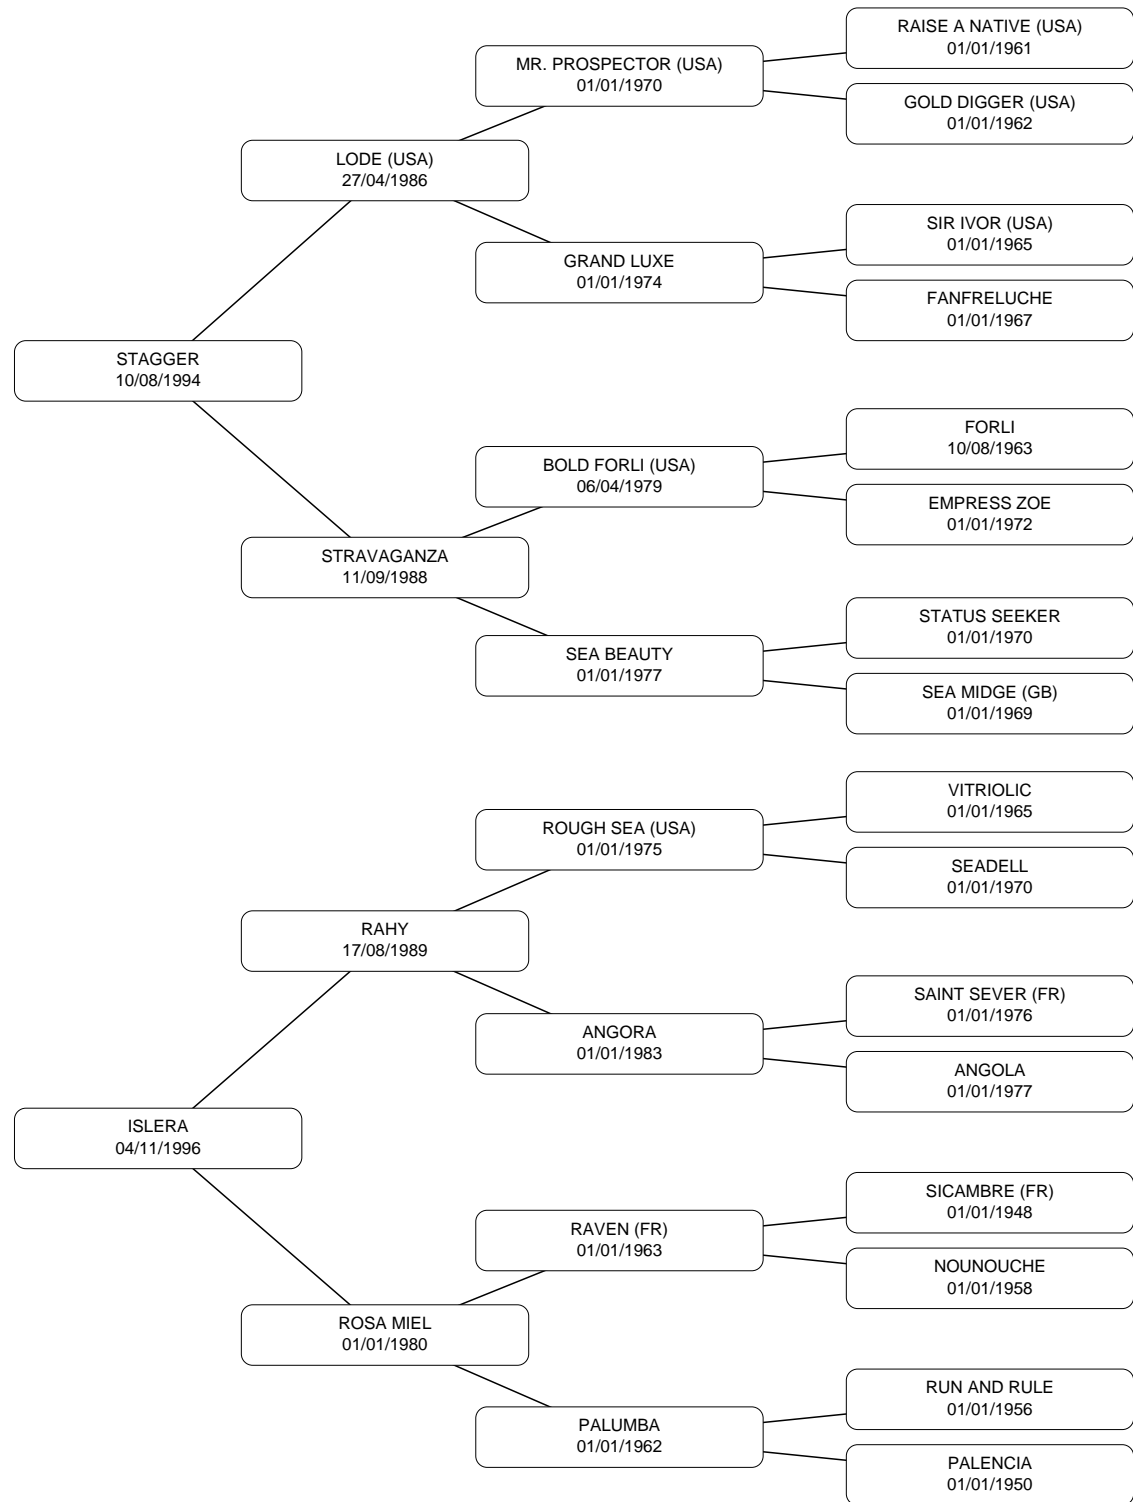 RAISE A NATIVE (USA)
01/01/1961
MR. PROSPECTOR (USA)
01/01/1970
GOLD DIGGER (USA)
01/01/1962
LODE (USA)
27/04/1986
SIR IVOR (USA)
01/01/1965
GRAND LUXE
01/01/1974
FANFRELUCHE
01/01/1967
STAGGER
10/08/1994
FORLI
10/08/1963
BOLD FORLI (USA)
06/04/1979
EMPRESS ZOE
01/01/1972
STRAVAGANZA
11/09/1988
STATUS SEEKER
01/01/1970
SEA BEAUTY
01/01/1977
SEA MIDGE (GB)
01/01/1969
VITRIOLIC
01/01/1965
ROUGH SEA (USA)
01/01/1975
SEADELL
01/01/1970
RAHY
17/08/1989
SAINT SEVER (FR)
01/01/1976
ANGORA
01/01/1983
ANGOLA
01/01/1977
ISLERA
04/11/1996
SICAMBRE (FR)
01/01/1948
RAVEN (FR)
01/01/1963
NOUNOUCHE
01/01/1958
ROSA MIEL
01/01/1980
RUN AND RULE
01/01/1956
PALUMBA
01/01/1962
PALENCIA
01/01/1950